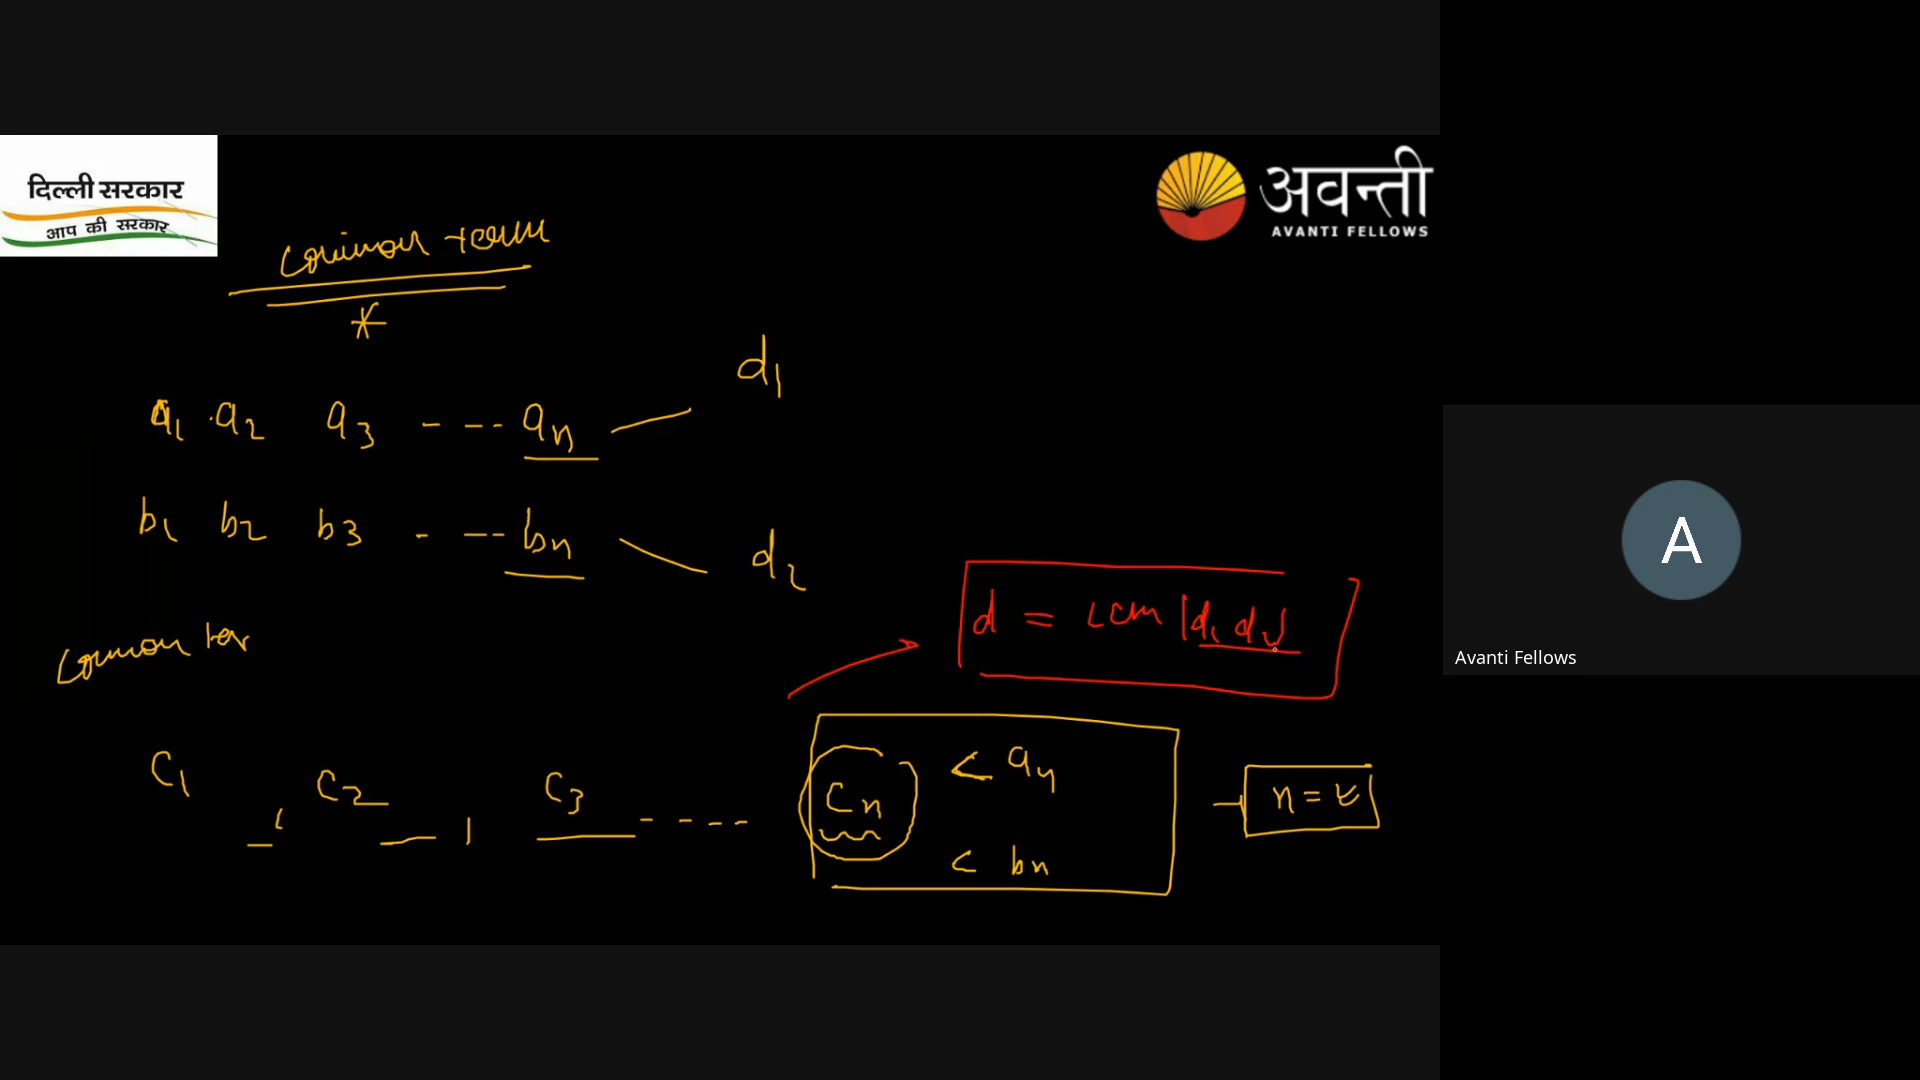 दिल्ली सरकार
आप की सरकार
अवन्ती
AVANTI FELLOWS
common term
*
d1
a1 a2 a3 - --- an
b1 b2 b3 - --- bn
d2
d = LCM (d1 d2)
common ter
C1, C2, C3 ---- Cn
< an
< bn
n =
A
Avanti Fellows